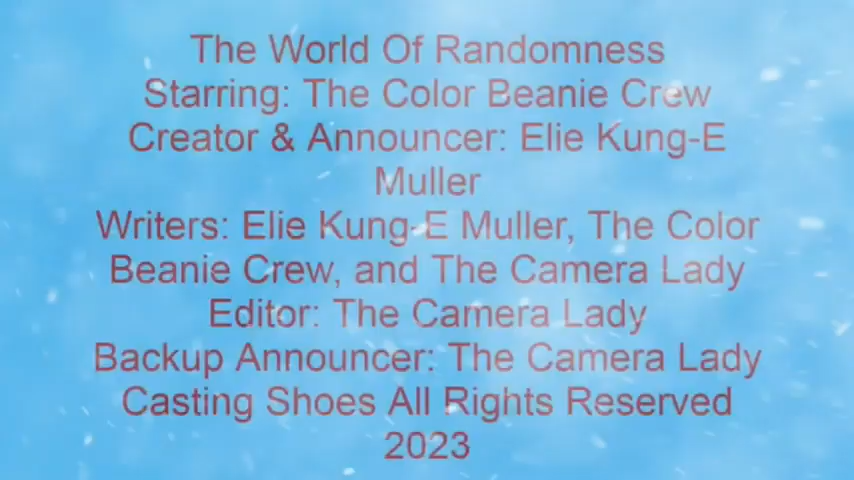 The World Of Randomness
Starring: The Color Beanie Crew
Creator & Announcer: Elie Kung-E
Muller
Writers: Elie Kung-E Muller, The Color
Beanie Crew, and The Camera Lady
Editor: The Camera Lady
Backup Announcer: The Camera Lady
Casting Shoes All Rights Reserved
2023